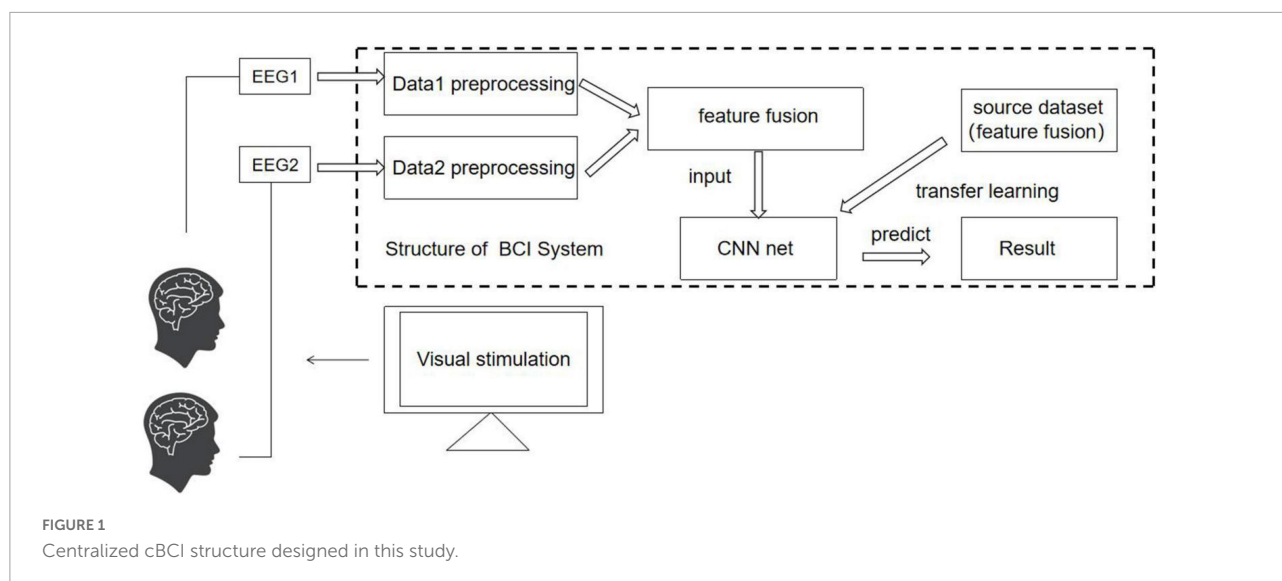 EEG1
Data1 preprocessing
feature fusion
source dataset
(feature fusion)
EEG2
Data2 preprocessing
input
transfer learning
Structure of BCI System
CNN net
predict
Result
Visual stimulation
FIGURE 1
Centralized cBCI structure designed in this study.